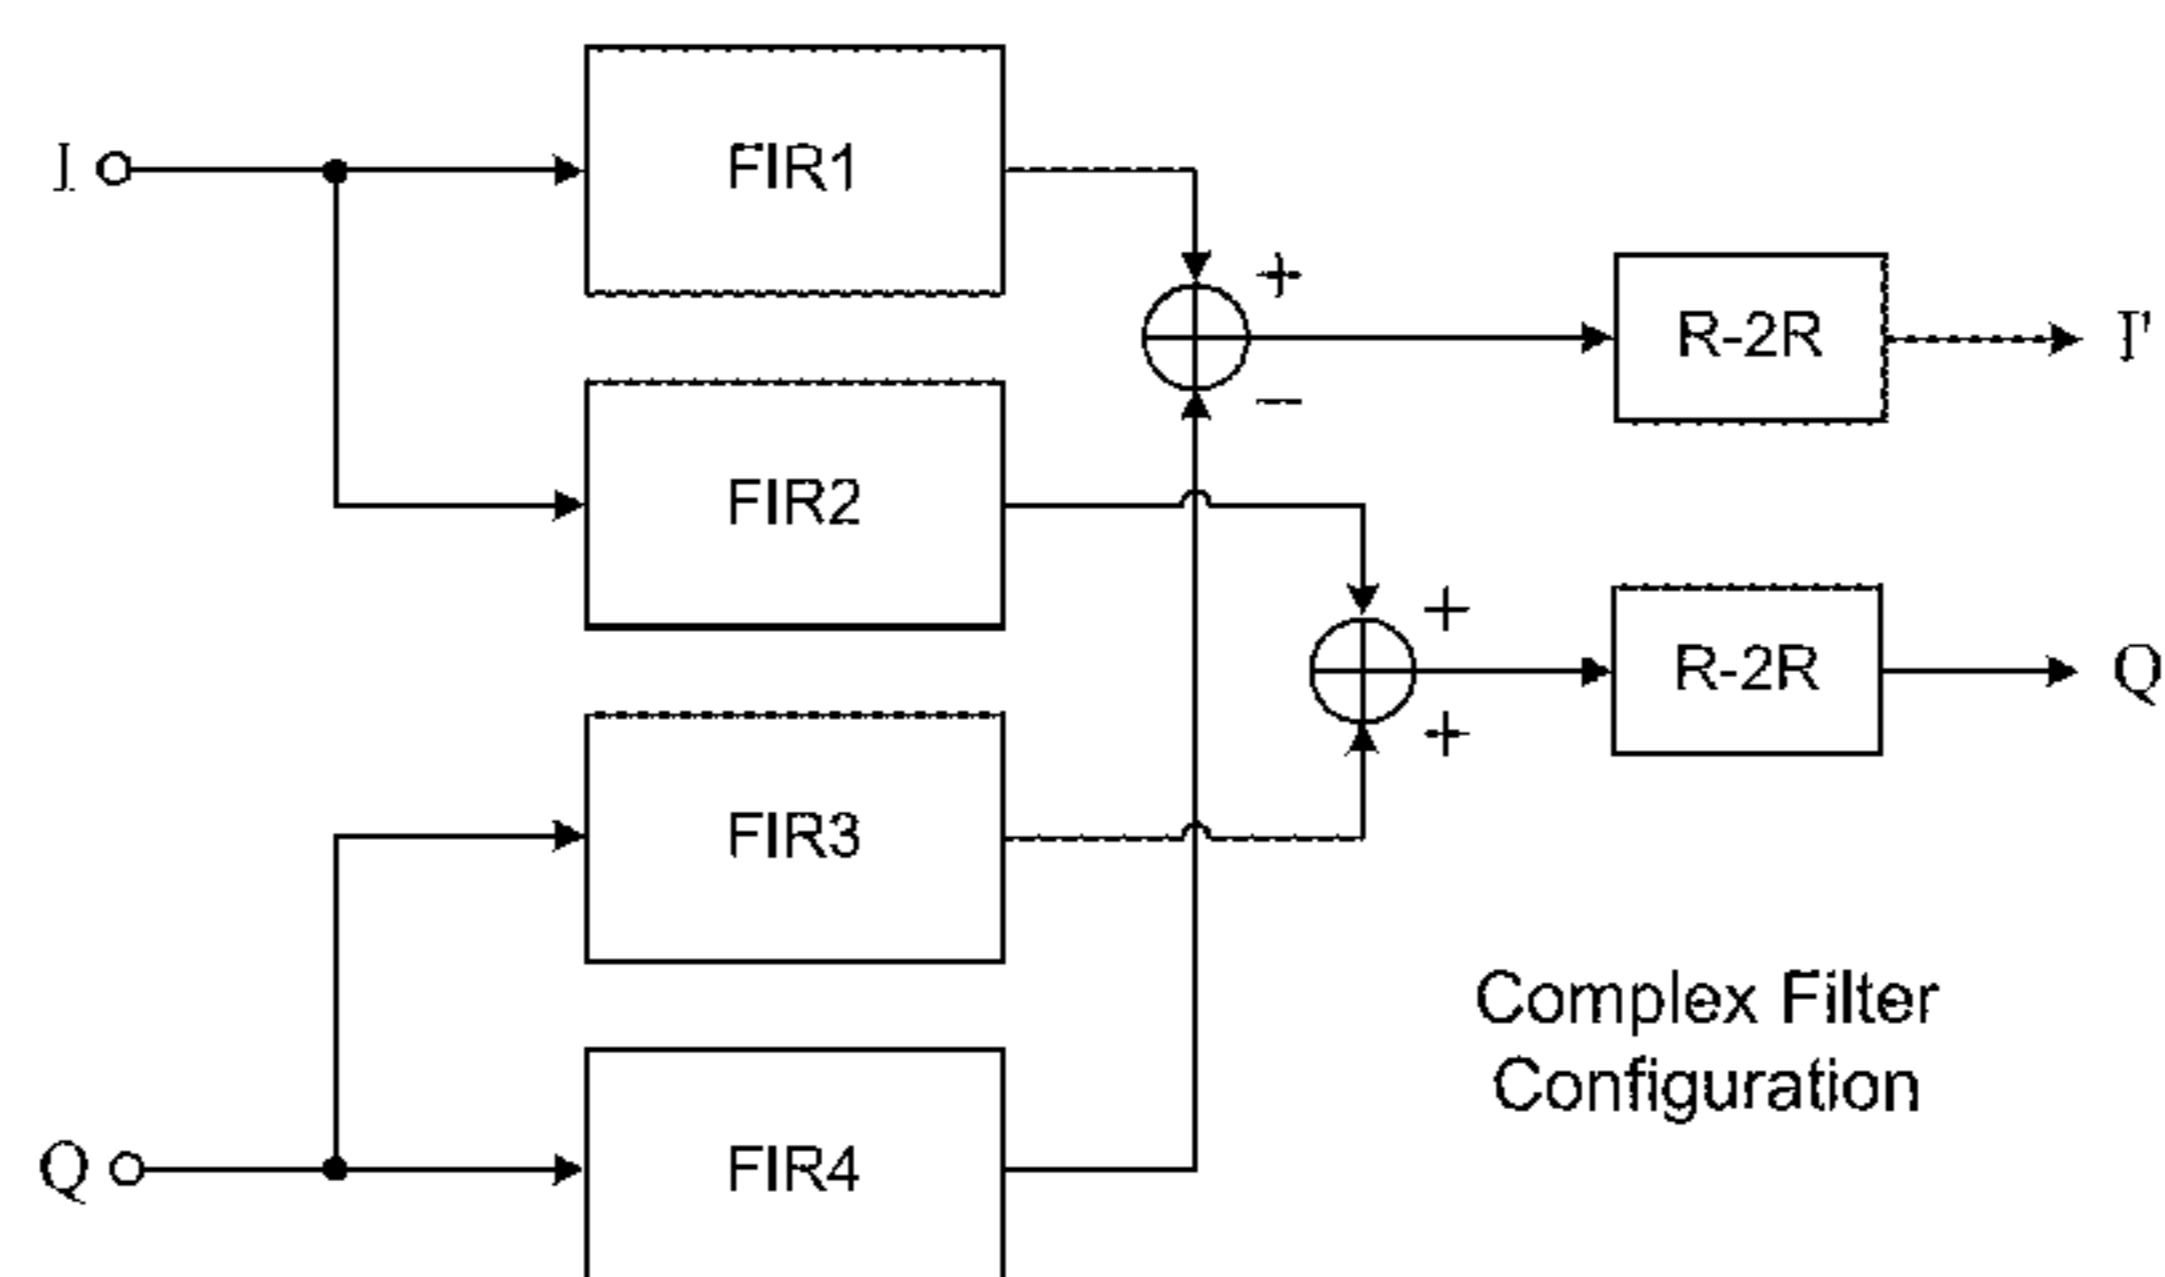 I
FIR1
+
R-2R
I'
−
FIR2
+
R-2R
Q
+
FIR3
Complex Filter
Configuration
Q
FIR4